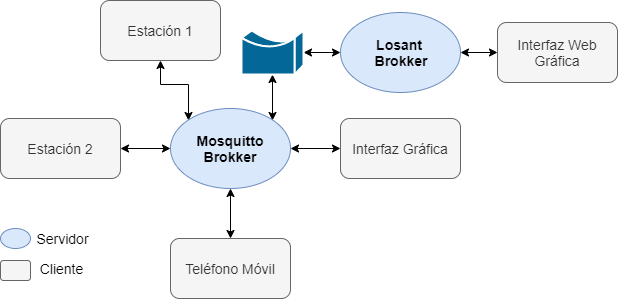 Estación 1
Losant
Brokker
Interfaz Web
Gráfica
Estación 2
Mosquitto
Brokker
Interfaz Gráfica
Servidor
Cliente
Teléfono Móvil